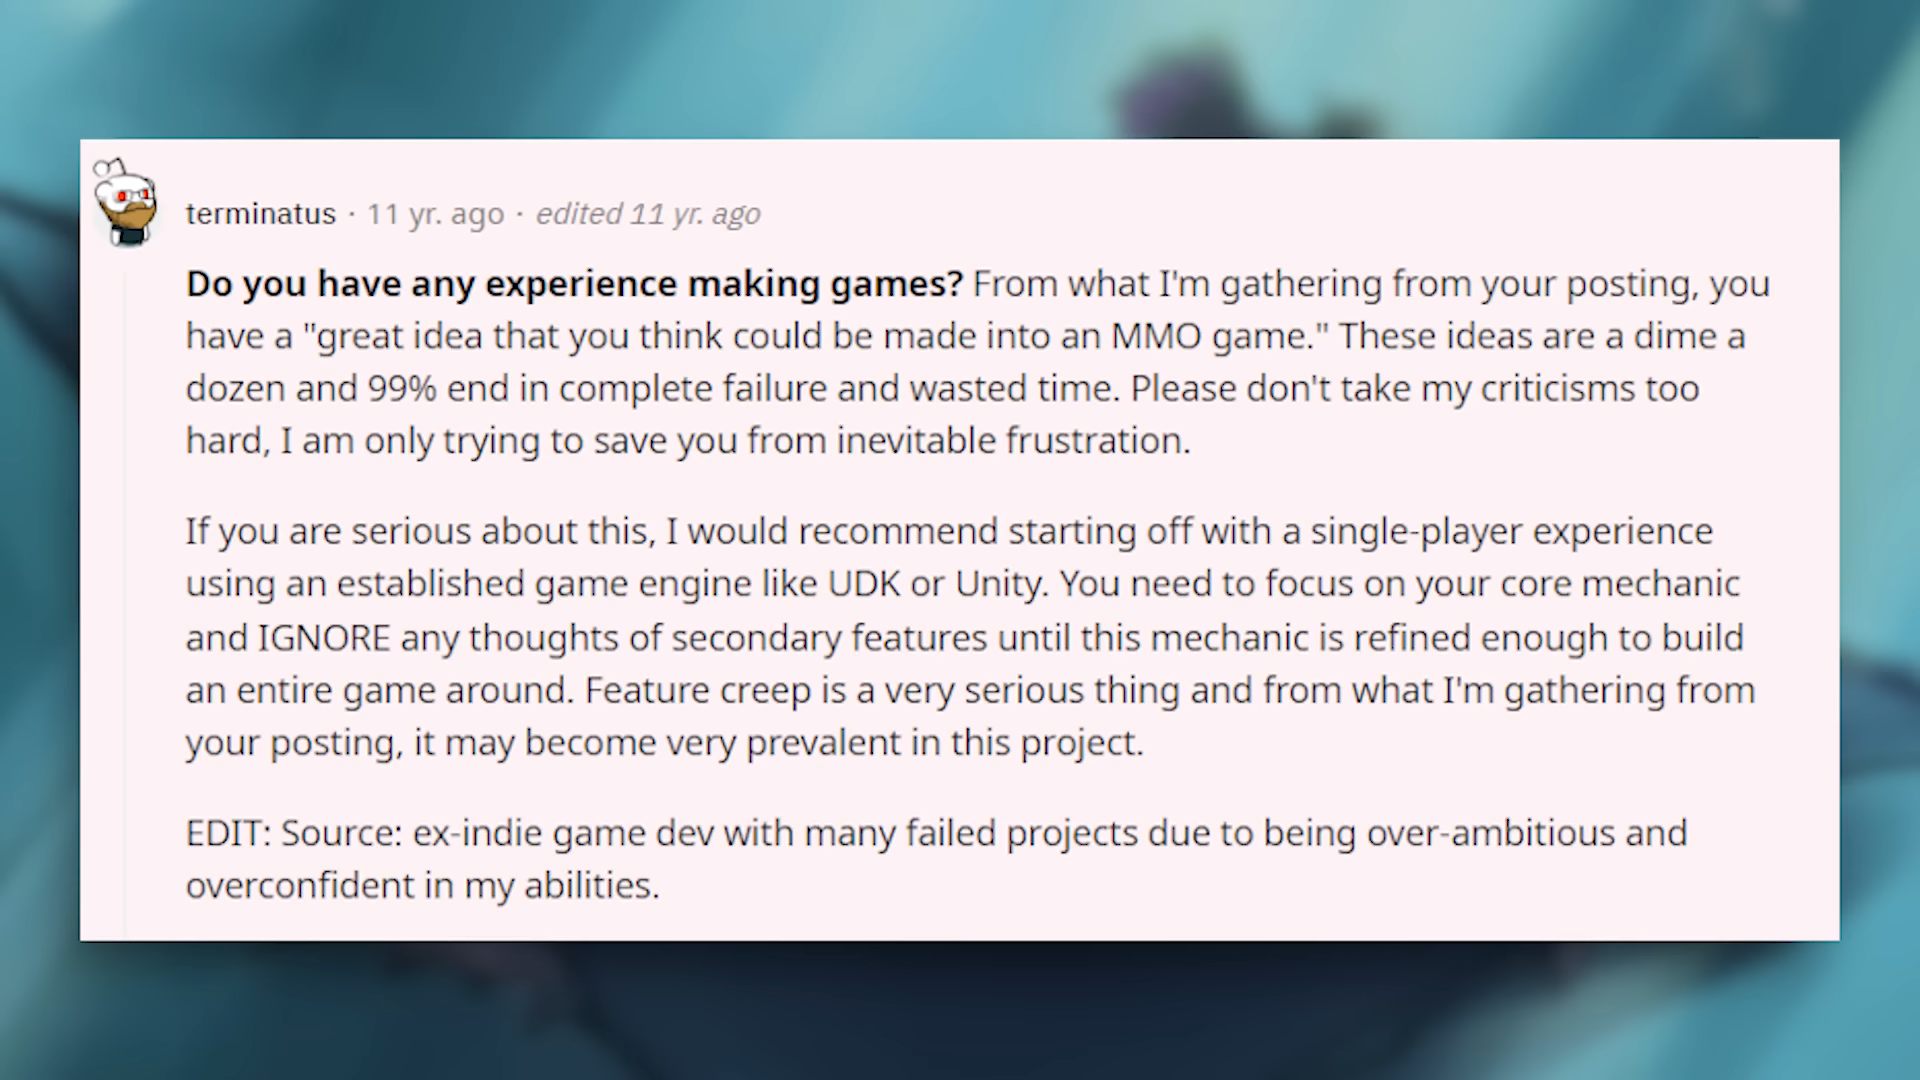 terminatus · 11 yr. ago · edited 11 yr. ago
Do you have any experience making games? From what I'm gathering from your posting, you
have a "great idea that you think could be made into an MMO game." These ideas are a dime a
dozen and 99% end in complete failure and wasted time. Please don't take my criticisms too
hard, I am only trying to save you from inevitable frustration.
If you are serious about this, I would recommend starting off with a single-player experience
using an established game engine like UDK or Unity. You need to focus on your core mechanic
and IGNORE any thoughts of secondary features until this mechanic is refined enough to build
an entire game around. Feature creep is a very serious thing and from what I'm gathering from
your posting, it may become very prevalent in this project.
EDIT: Source: ex-indie game dev with many failed projects due to being over-ambitious and
overconfident in my abilities.